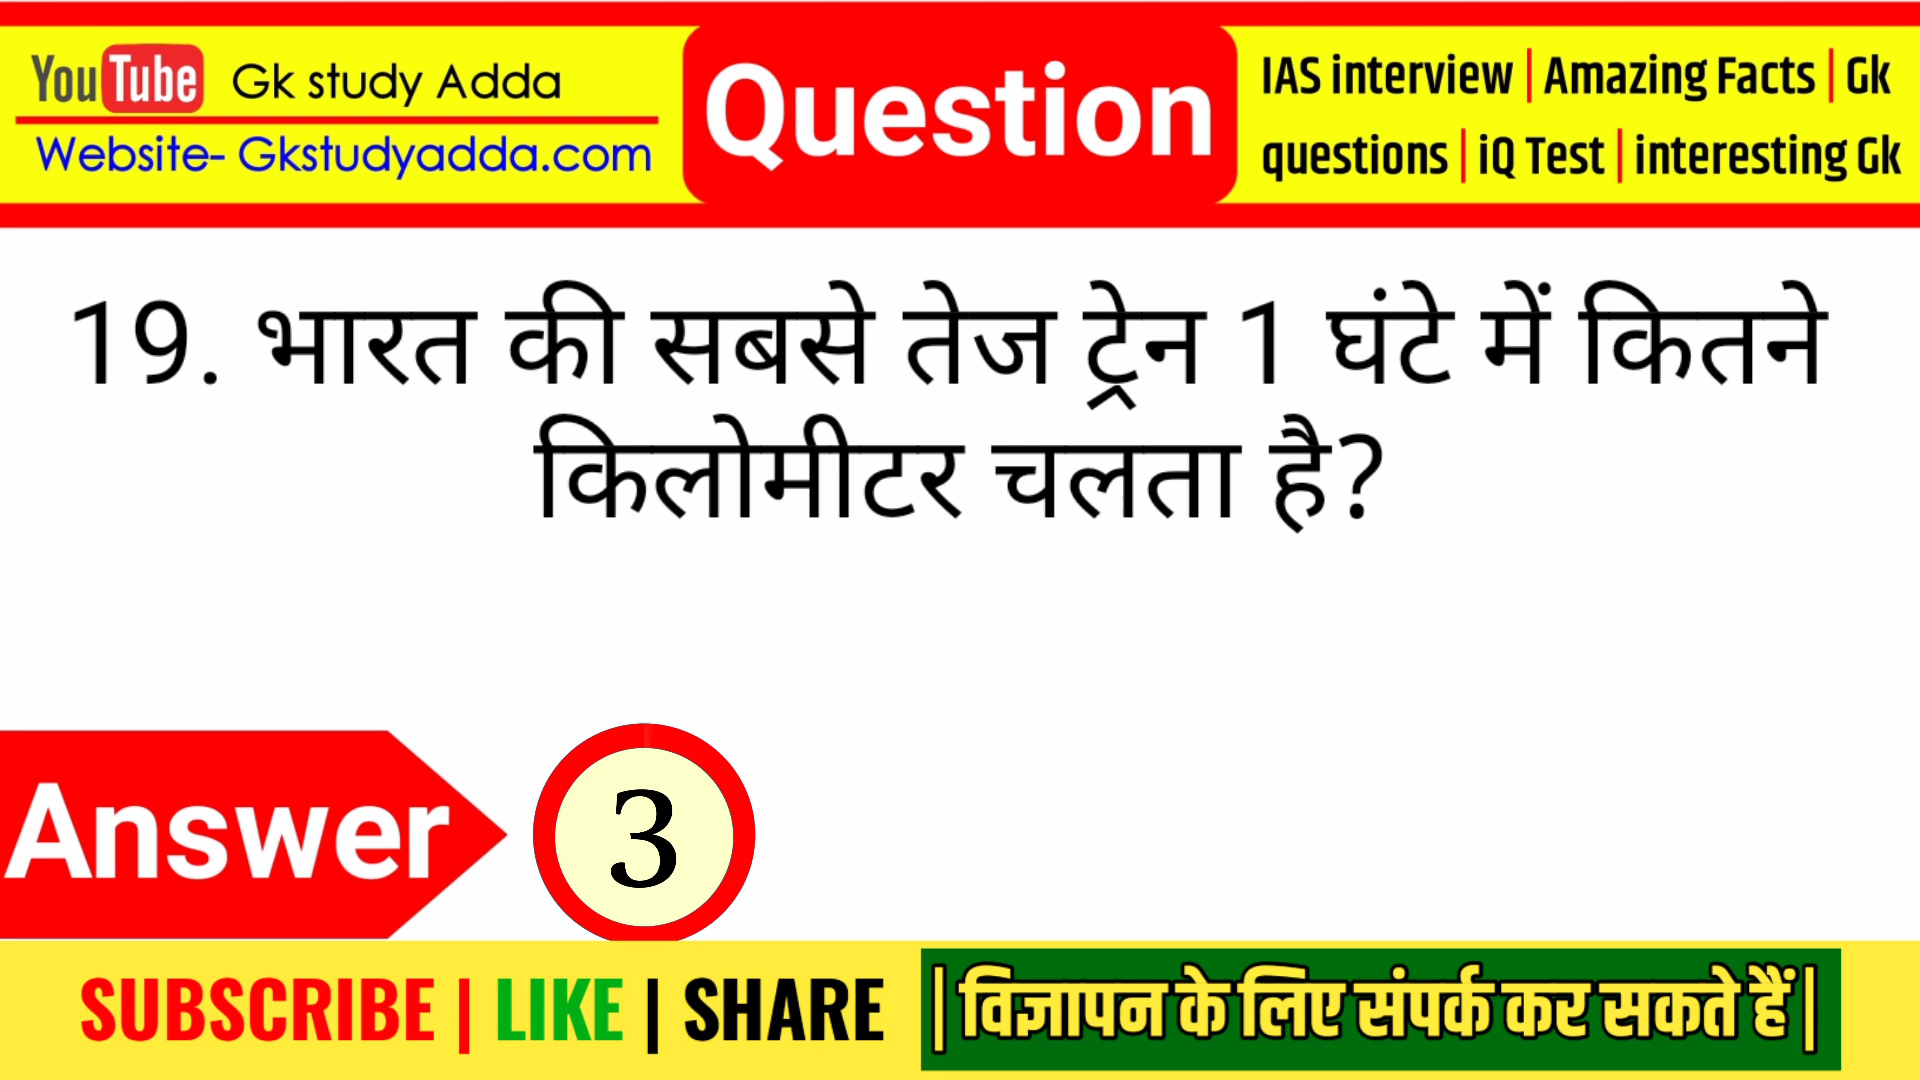 YouTube Gk study Adda
Website- Gkstudyadda.com
Question
IAS interview | Amazing Facts | Gk
questions | iQ Test | interesting Gk
19. भारत की सबसे तेज ट्रेन 1 घंटे में कितने
किलोमीटर चलता है?
Answer
3
SUBSCRIBE | LIKE | SHARE
| विज्ञापन के लिए संपर्क कर सकते हैं |